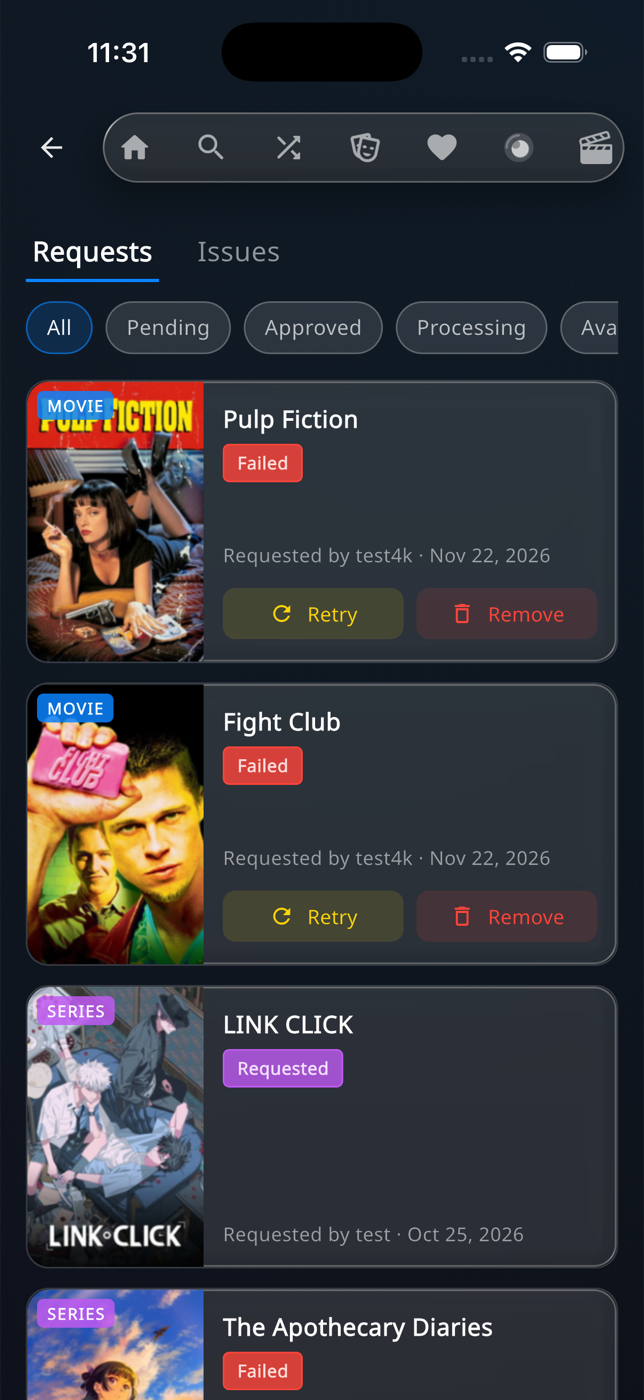 11:31
Requests
Issues
All
Pending
Approved
Processing
Ava
MOVIE
PULP FICTION
Pulp Fiction
Failed
Requested by test4k · Nov 22, 2026
Retry
Remove
MOVIE
FIGHT
CLUB
Fight Club
Failed
Requested by test4k · Nov 22, 2026
Retry
Remove
SERIES
LINK CLICK
LINK CLICK
Requested
Requested by test · Oct 25, 2026
SERIES
The Apothecary Diaries
Failed